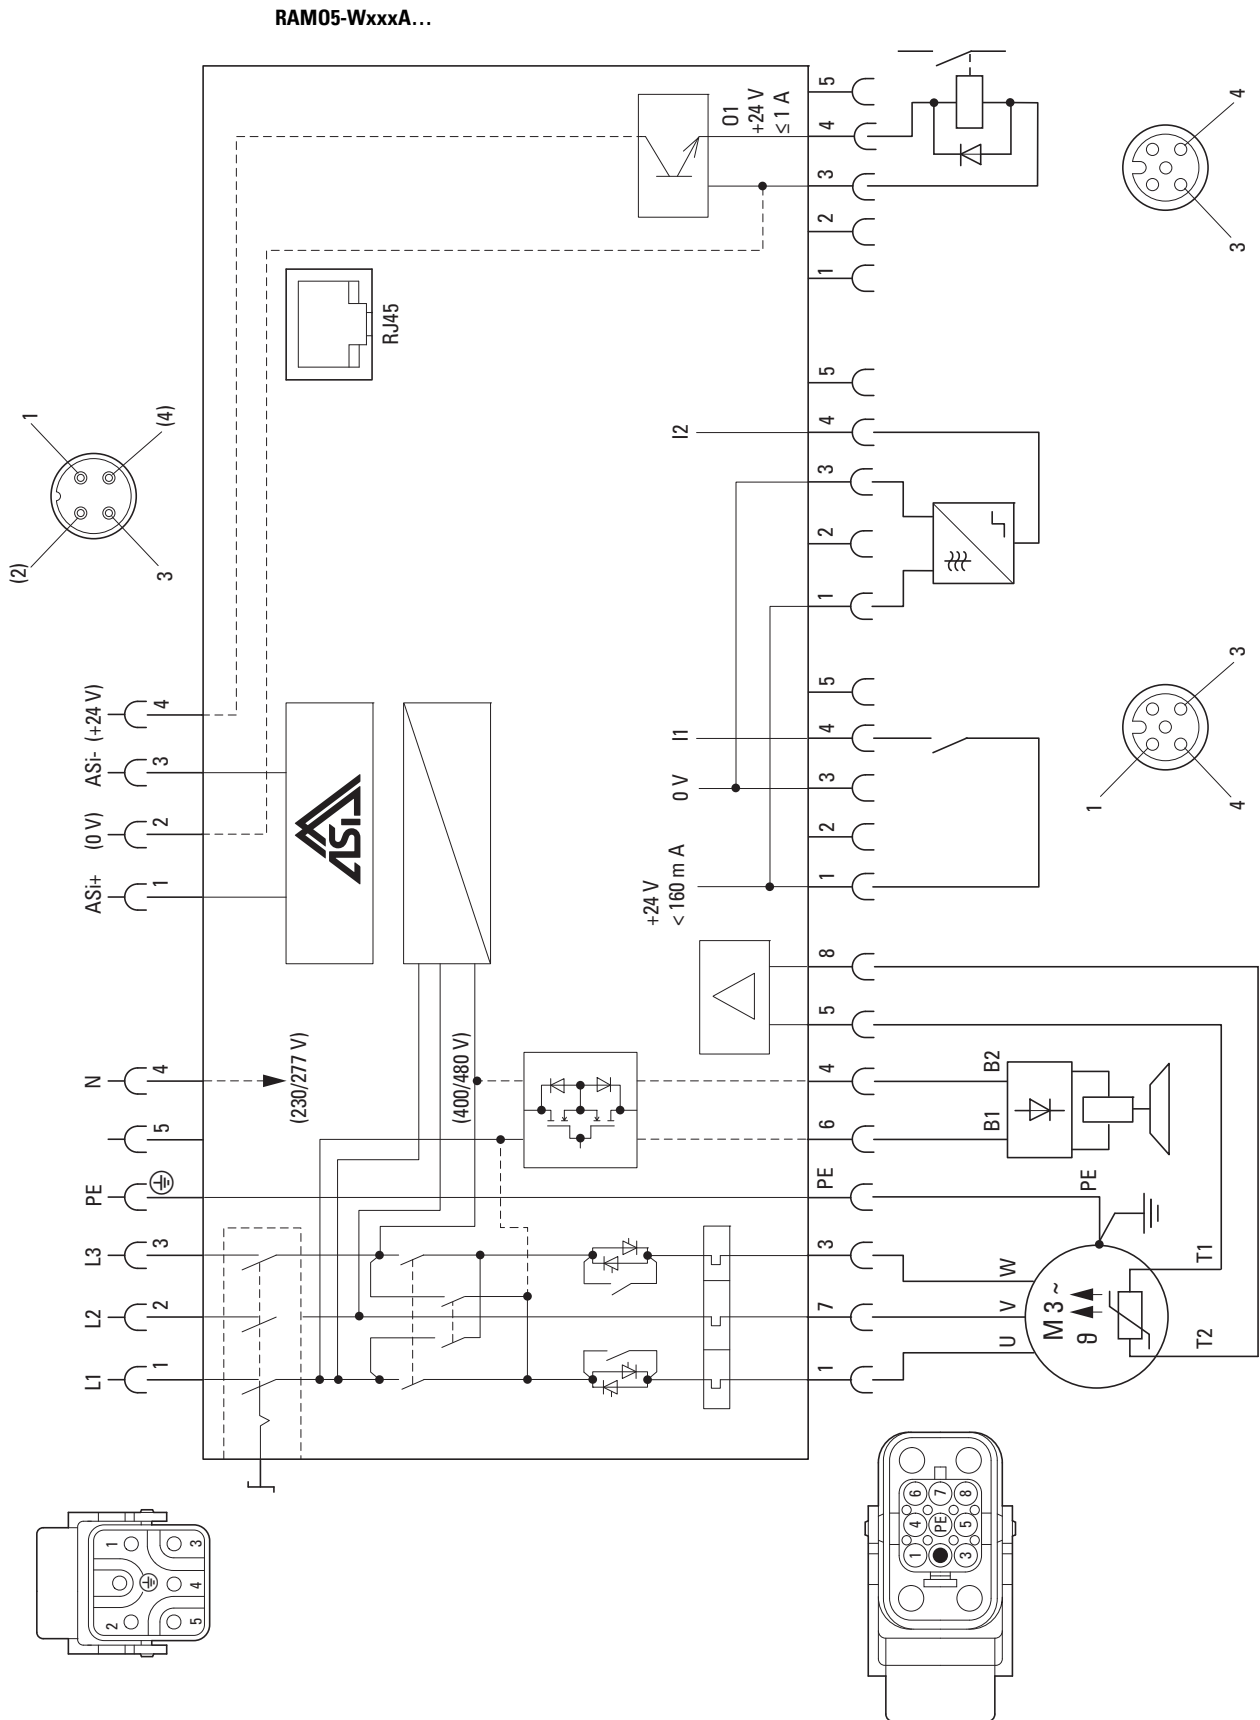 RAMO5-WxxxA…
O1
+24 V
≤ 1 A
5
4
3
2
1
4
3
RJ45
1
(4)
(2)
3
I2
5
4
3
2
1
ASi+
(0 V)
ASi-
(+24 V)
1
2
3
4
ASi
I1
0 V
+24 V
< 160 m A
5
4
3
2
1
3
1
4
8
5
4
6
PE
3
7
1
N
4
(230/277 V)
(400/480 V)
5
PE
L3
3
L2
2
L1
1
B2
B1
PE
W
V
U
M 3 ~
ϑ
T1
T2
1
2
3
4
5
6
7
8
4
PE
5
1
3